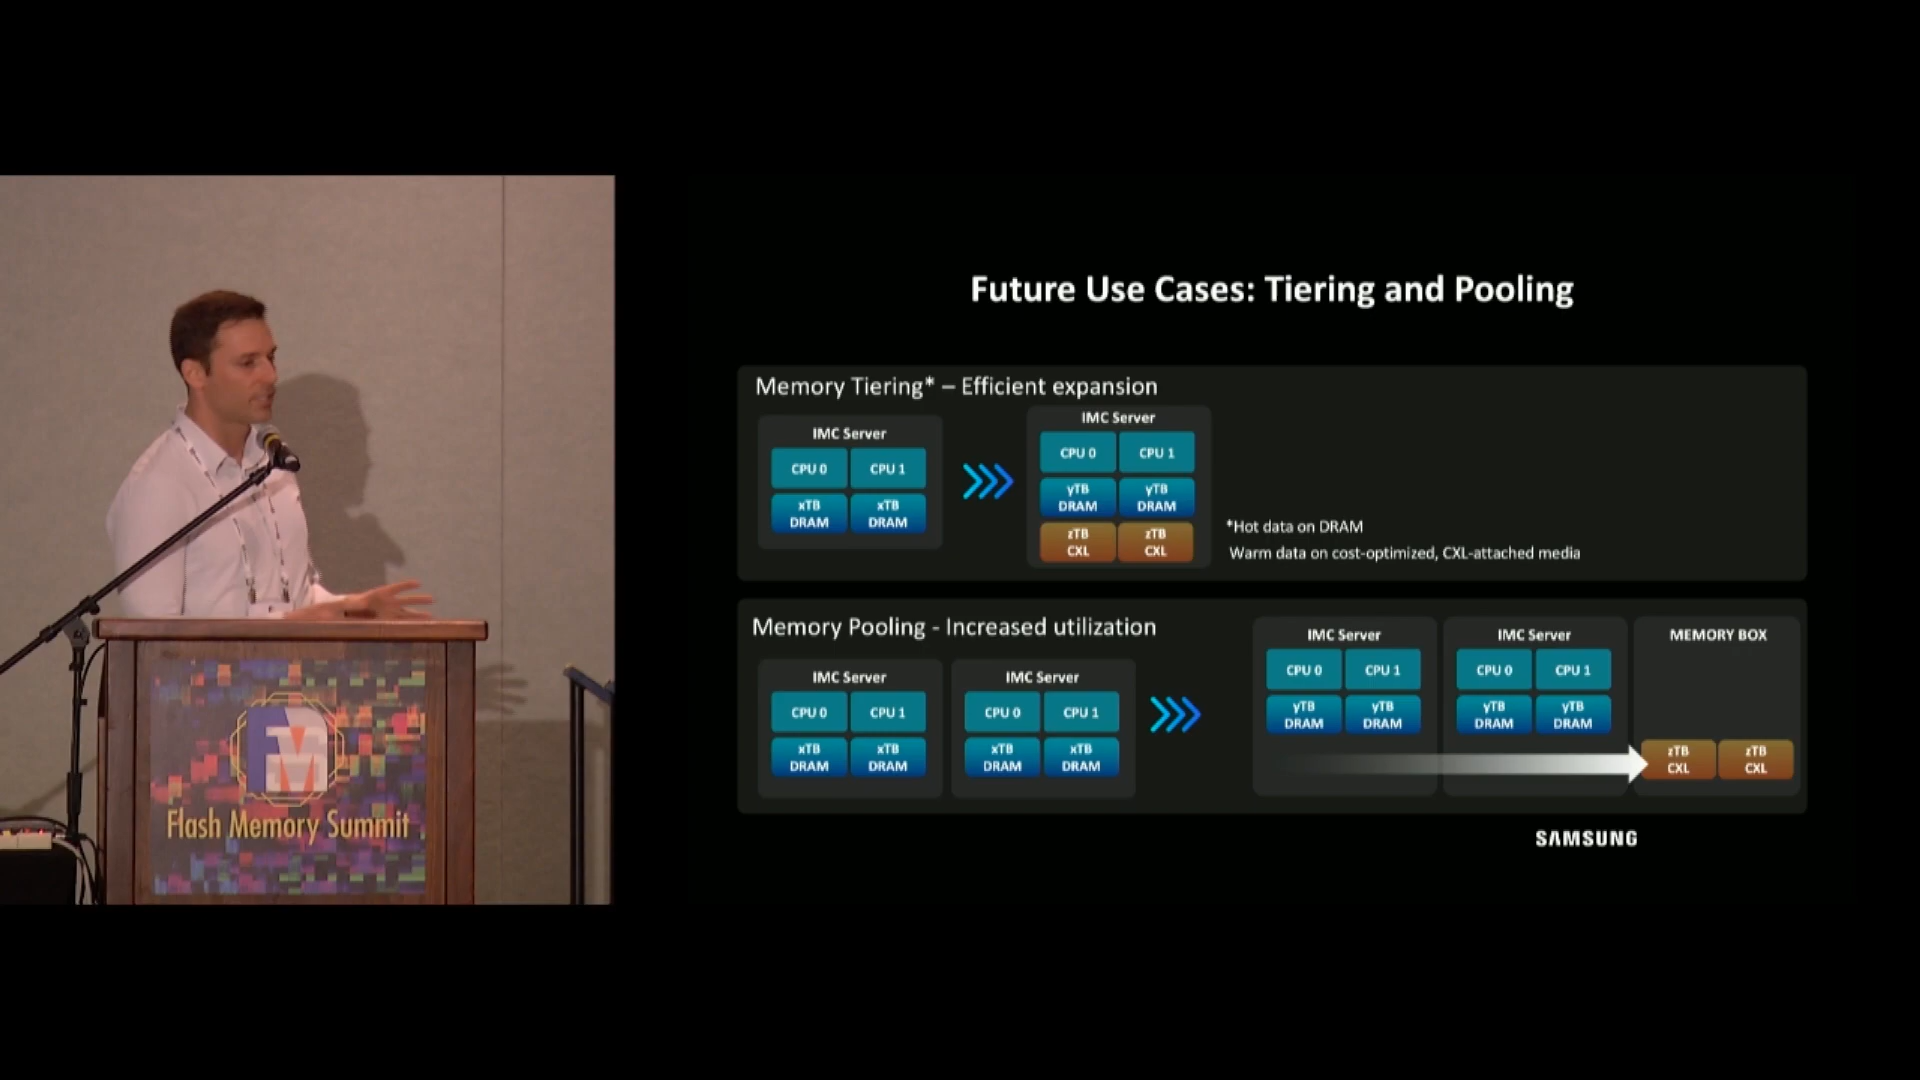 Future Use Cases: Tiering and Pooling
Memory Tiering* – Efficient expansion
IMC Server
CPU 0 CPU 1
xTB DRAM xTB DRAM
IMC Server
CPU 0 CPU 1
yTB DRAM yTB DRAM
zTB CXL zTB CXL
*Hot data on DRAM
Warm data on cost-optimized, CXL-attached media
Memory Pooling - Increased utilization
IMC Server
CPU 0 CPU 1
xTB DRAM xTB DRAM
IMC Server
CPU 0 CPU 1
xTB DRAM xTB DRAM
IMC Server
CPU 0 CPU 1
yTB DRAM yTB DRAM
IMC Server
CPU 0 CPU 1
yTB DRAM yTB DRAM
MEMORY BOX
zTB CXL zTB CXL
SAMSUNG
FM
Flash Memory Summit